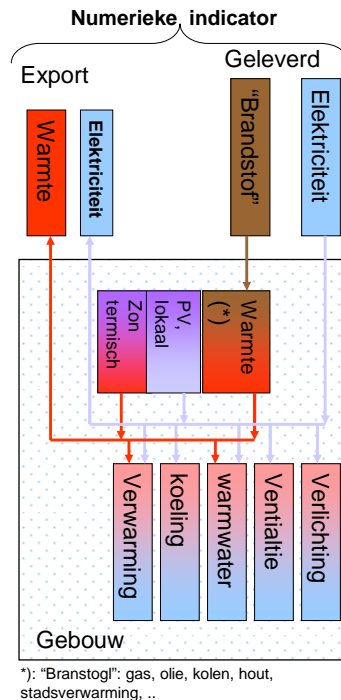 Numerieke indicator
Export
Geleverd
Warmte
Elektriciteit
“Brandstof”
Elektriciteit
Zon
termisch
PV,
lokaal
Warmte
(*)
Verwarming
koeling
warmwater
Ventialtie
Verlichting
Gebouw
*): “Branstogl”: gas, olie, kolen, hout,
stadsverwarming, ..